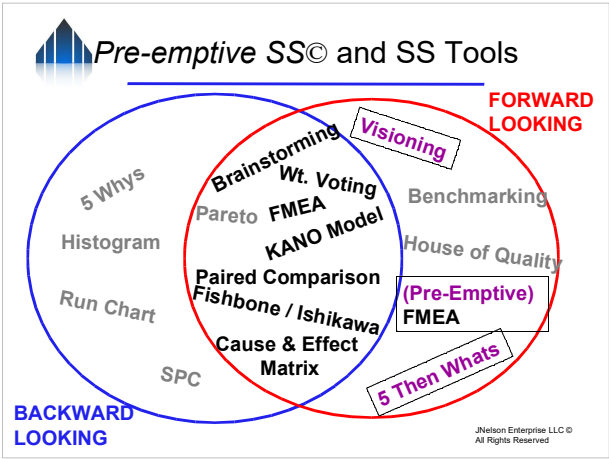 Pre-emptive SS© and SS Tools
FORWARD
LOOKING
Visioning
Brainstorming
Wt. Voting
5 Whys
Benchmarking
Pareto
FMEA
KANO Model
Histogram
House of Quality
Paired Comparison
(Pre-Emptive)
FMEA
Fishbone / Ishikawa
Run Chart
Cause & Effect
Matrix
SPC
5 Then Whats
BACKWARD
LOOKING
JNelson Enterprise LLC ©
All Rights Reserved